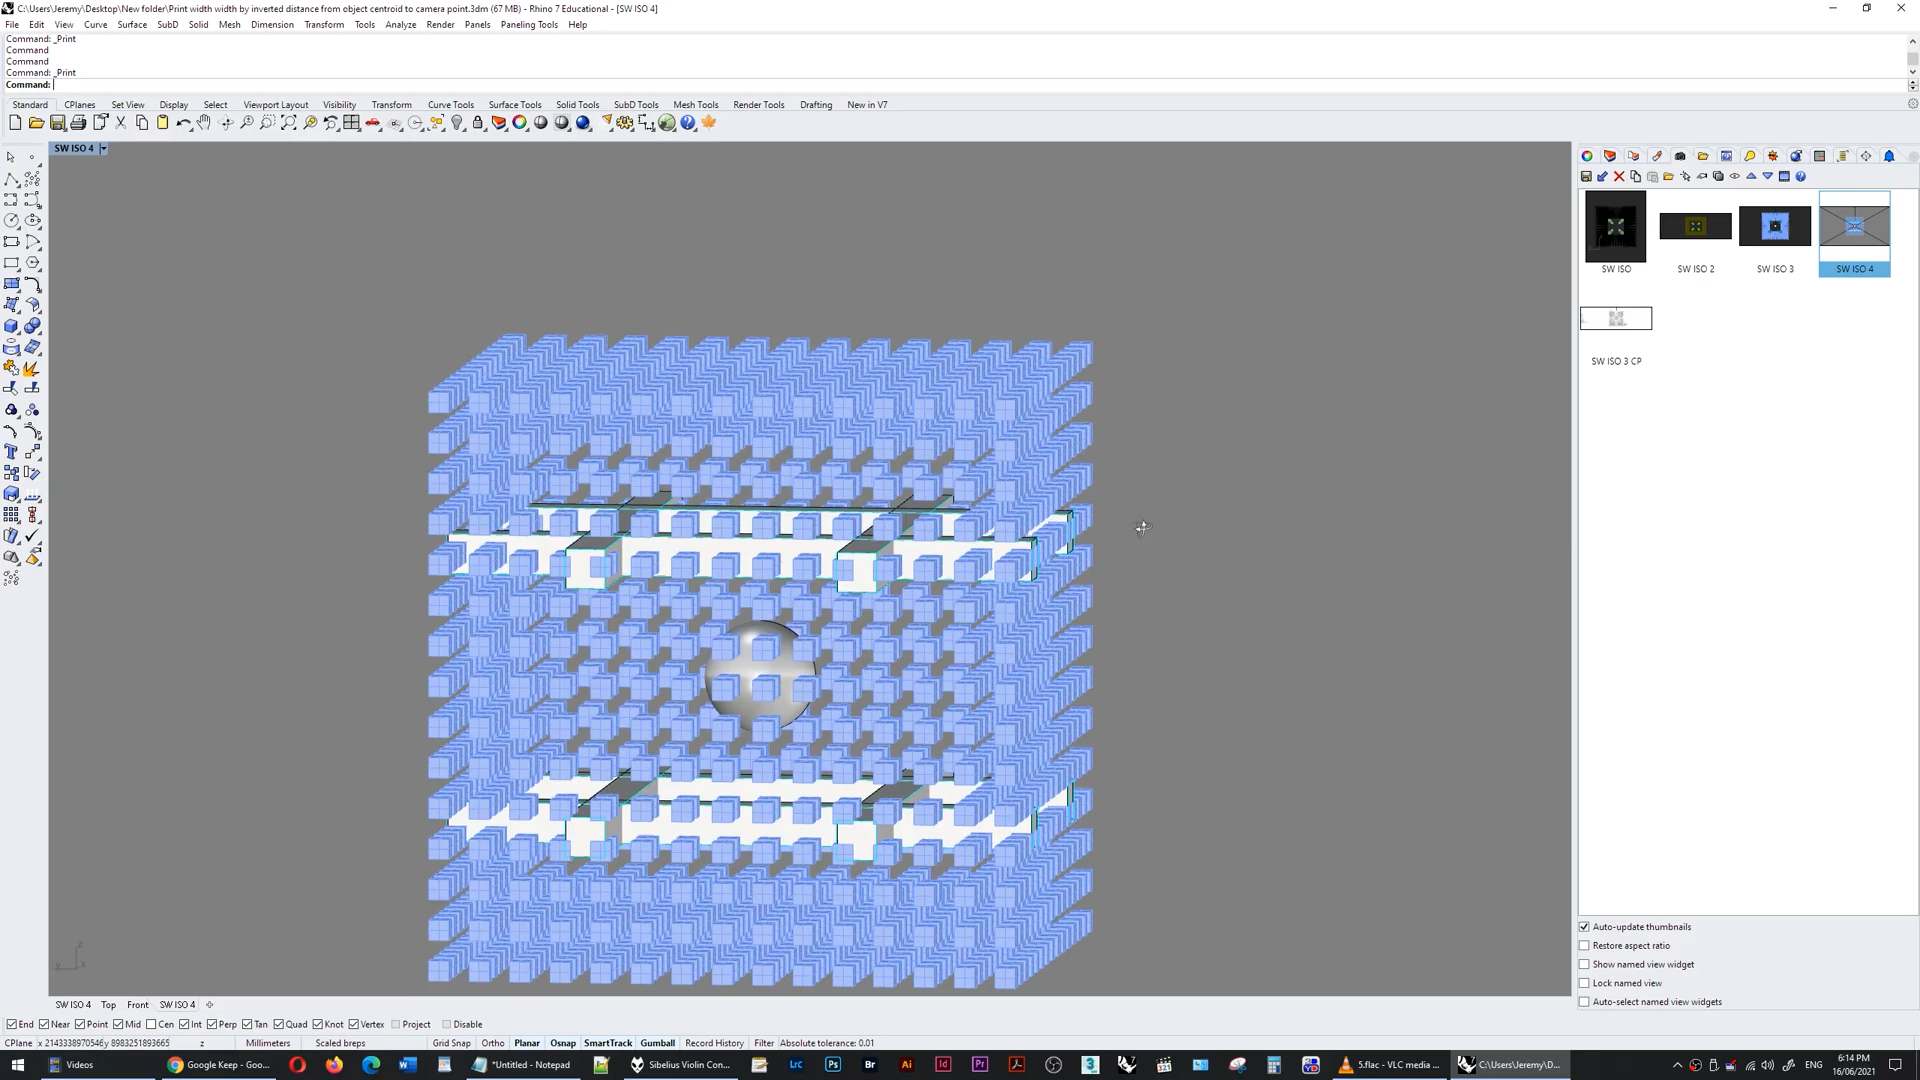 C:\Users\Jeremy\Desktop\New folder\Print width width by inverted distance from object centroid to camera point.3dm (67 MB) - Rhino 7 Educational - [SW ISO 4]
File Edit View Curve Surface SubD Solid Mesh Dimension Transform Tools Analyze Render Panels Paneling Tools Help
Command: _Print
Command
Command
Command: _Print
Command:
Standard CPlanes Set View Display Select Viewport Layout Visibility Transform Curve Tools Surface Tools Solid Tools SubD Tools Mesh Tools Render Tools Drafting New in V7
SW ISO 4
SW ISO SW ISO 2 SW ISO 3 SW ISO 4
SW ISO 3 CP
Auto-update thumbnails
Restore aspect ratio
Show named view widget
Lock named view
Auto-select named view widgets
z
y x
SW ISO 4 Top Front SW ISO 4
End Near Point Mid Cen Int Perp Tan Quad Knot Vertex Project Disable
CPlane x 2143338970546 y 8983251893665 z Millimeters Scaled breps Grid Snap Ortho Planar Osnap SmartTrack Gumball Record History Filter Absolute tolerance: 0.01
Videos Google Keep - Goo... *Untitled - Notepad Sibelius Violin Con... 5.flac - VLC media ... C:\Users\Jeremy\D... ENG 6:14 PM
16/06/2021